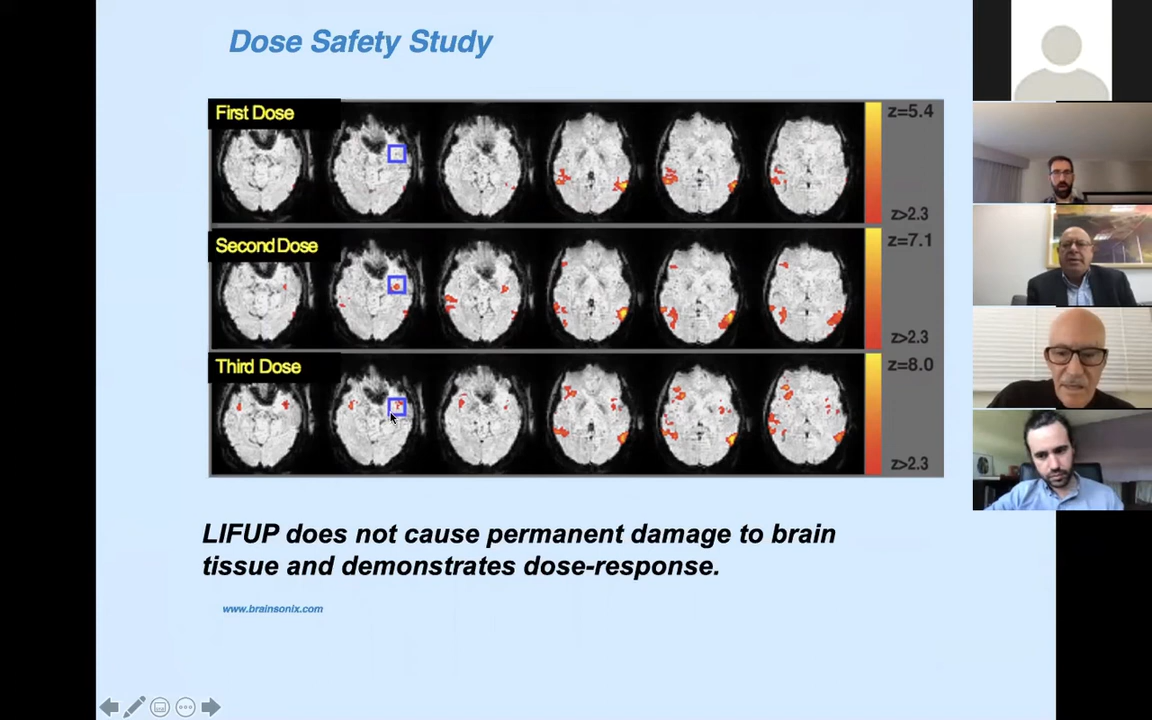 Dose Safety Study
First Dose
z=5.4
z>2.3
Second Dose
z=7.1
z>2.3
Third Dose
z=8.0
z>2.3
LIFUP does not cause permanent damage to brain
tissue and demonstrates dose-response.
www.brainsonix.com